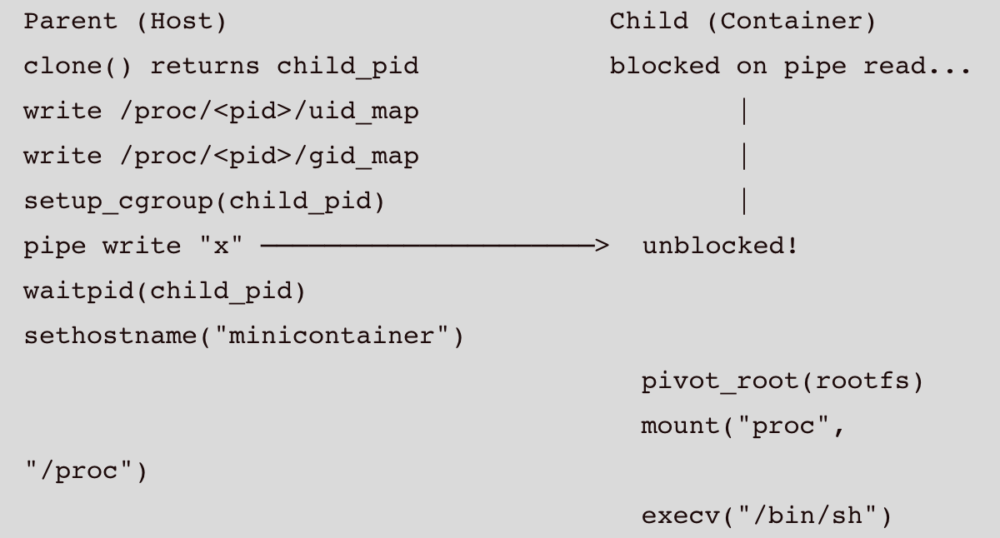 Parent (Host) Child (Container)
clone() returns child_pid blocked on pipe read...
write /proc/<pid>/uid_map |
write /proc/<pid>/gid_map |
setup_cgroup(child_pid) |
pipe write "x" ─────────────────────> unblocked!
waitpid(child_pid)
sethostname("minicontainer")
pivot_root(rootfs)
mount("proc",
"/proc")
execv("/bin/sh")